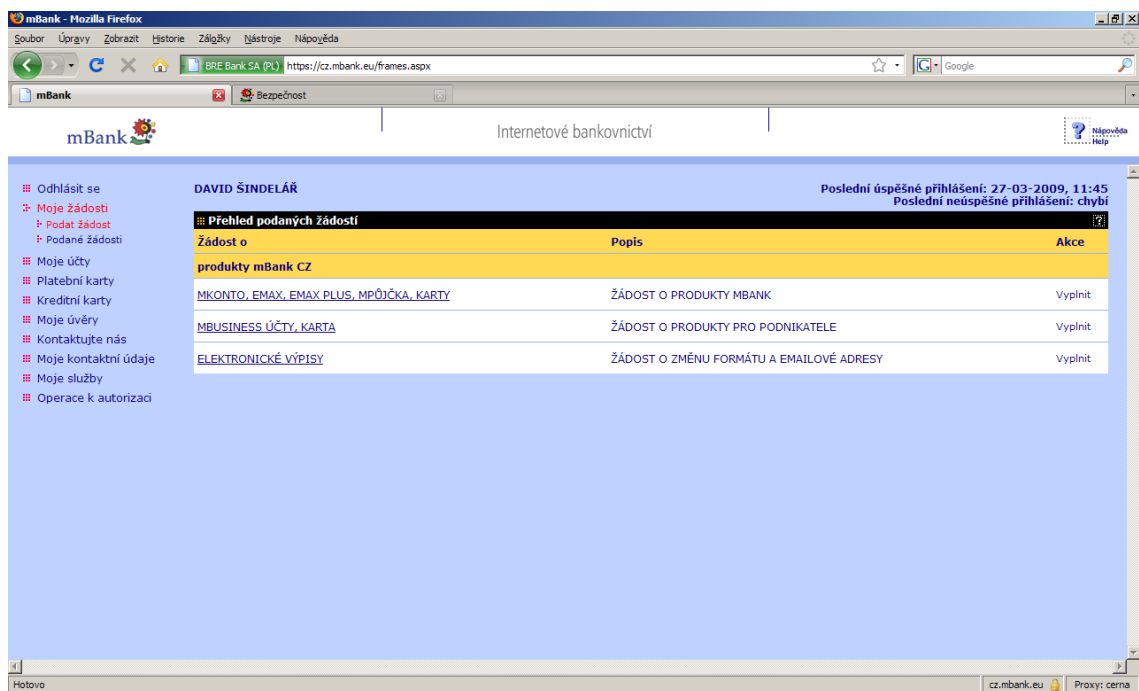 mBank - Mozilla Firefox
Soubor Úpravy Zobrazit Historie Záložky Nástroje Nápověda
BRE Bank SA (PL) https://cz.mbank.eu/frames.aspx G Google
mBank Bezpečnost
mBank Internetové bankovnictví ? Nápověda
Help
Odhlásit se
Moje žádosti
Podat žádost
Podané žádosti
Moje účty
Platební karty
Kreditní karty
Moje úvěry
Kontaktujte nás
Moje kontaktní údaje
Moje služby
Operace k autorizaci
DAVID ŠINDELÁŘ Poslední úspěšné přihlášení: 27-03-2009, 11:45
Poslední neúspěšné přihlášení: chybí
Přehled podaných žádostí ?
Žádost o Popis Akce
produkty mBank CZ
MKONTO, EMAX, EMAX PLUS, MPŮJČKA, KARTY ŽÁDOST O PRODUKTY MBANK Vyplnit
MBUSINESS ÚČTY, KARTA ŽÁDOST O PRODUKTY PRO PODNIKATELE Vyplnit
ELEKTRONICKÉ VÝPISY ŽÁDOST O ZMĚNU FORMÁTU A EMAILOVÉ ADRESY Vyplnit
Hotovo cz.mbank.eu Proxy: cerna